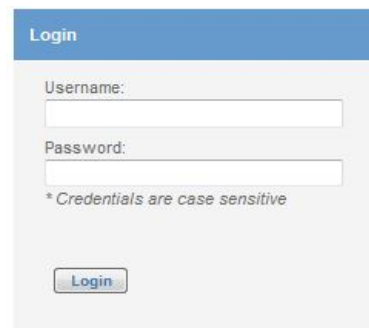 Login
Username:
Password:
* Credentials are case sensitive
Login